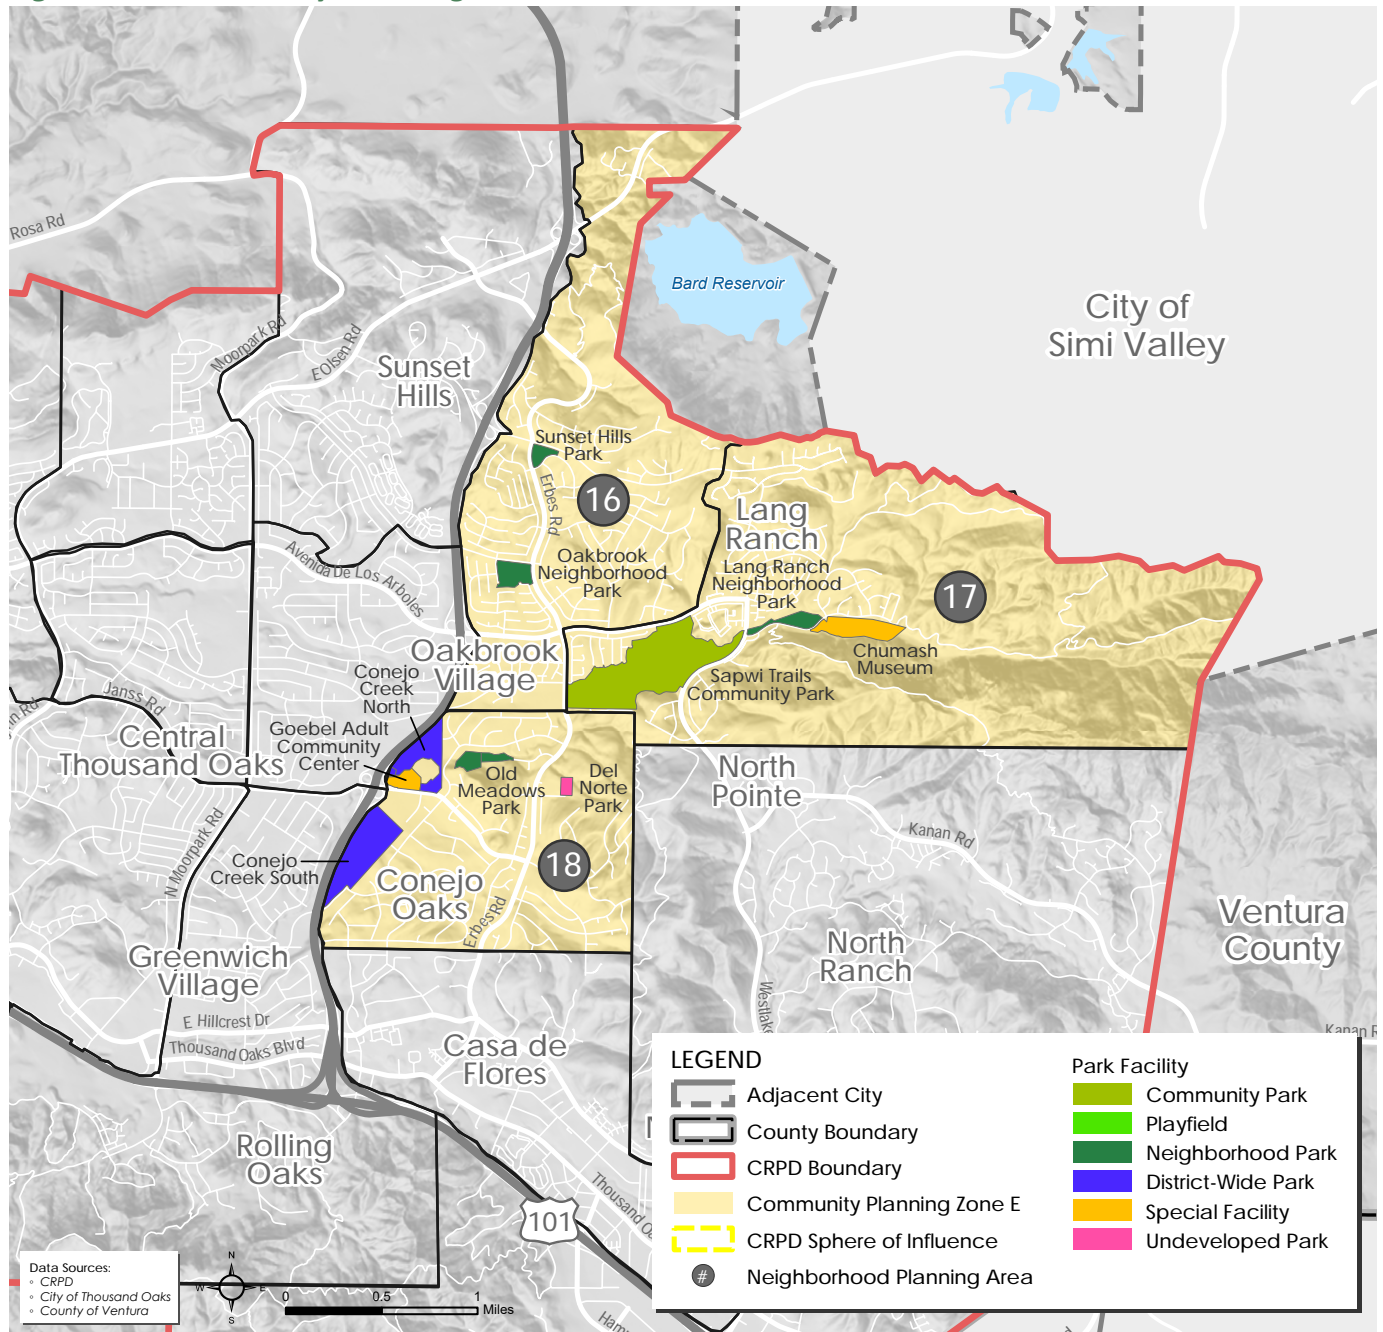 Rosa Rd
Moorpark Rd
E Olsen Rd
Sunset
Hills
Bard Reservoir
City of
Simi Valley
Sunset Hills
Park
Erbes Rd
16
Lang
Ranch
Oakbrook
Neighborhood
Park
Lang Ranch
Neighborhood
Park
17
Avenida De Los Arboles
Chumash
Museum
Oakbrook
Village
Conejo
Creek
North
Sapwi Trails
Community Park
Janss Rd
Goebel Adult
Community
Center
Central
Thousand Oaks
Old
Meadows
Park
Del
Norte
Park
North
Pointe
Kanan Rd
N Moorpark Rd
Conejo
Creek South
18
Conejo
Oaks
Erbes Rd
Ventura
County
North
Ranch
Greenwich
Village
Westlake
E Hillcrest Dr
Thousand Oaks Blvd
Casa de
Flores
Kanan R
Rolling
Oaks
Thousand Oa
101
Ham
LEGEND
Adjacent City
County Boundary
CRPD Boundary
Community Planning Zone E
CRPD Sphere of Influence
# Neighborhood Planning Area
Park Facility
Community Park
Playfield
Neighborhood Park
District-Wide Park
Special Facility
Undeveloped Park
Data Sources:
◦ CRPD
◦ City of Thousand Oaks
◦ County of Ventura
N
W E
S
0 0.5 1
Miles